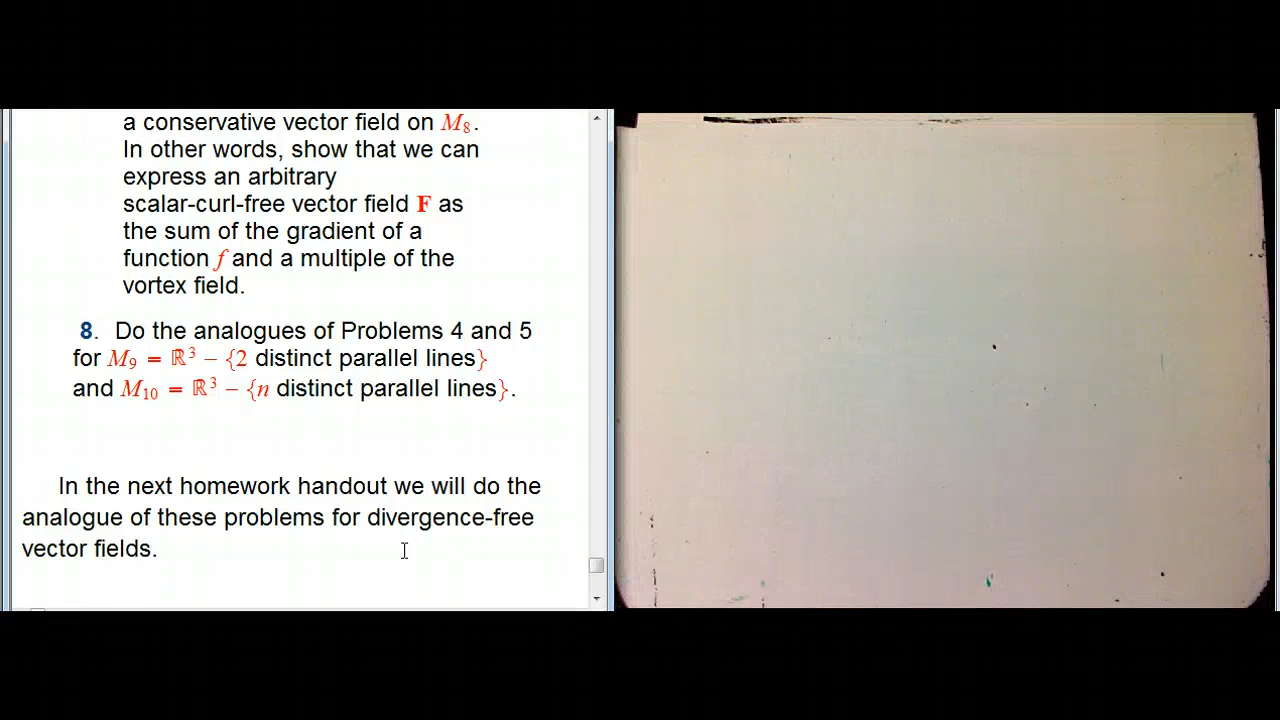 a conservative vector field on M₈.
In other words, show that we can
express an arbitrary
scalar-curl-free vector field F as
the sum of the gradient of a
function f and a multiple of the
vortex field.
8. Do the analogues of Problems 4 and 5
for M₉ = ℝ³ − {2 distinct parallel lines}
and M₁₀ = ℝ³ − {n distinct parallel lines}.
In the next homework handout we will do the
analogue of these problems for divergence-free
vector fields.